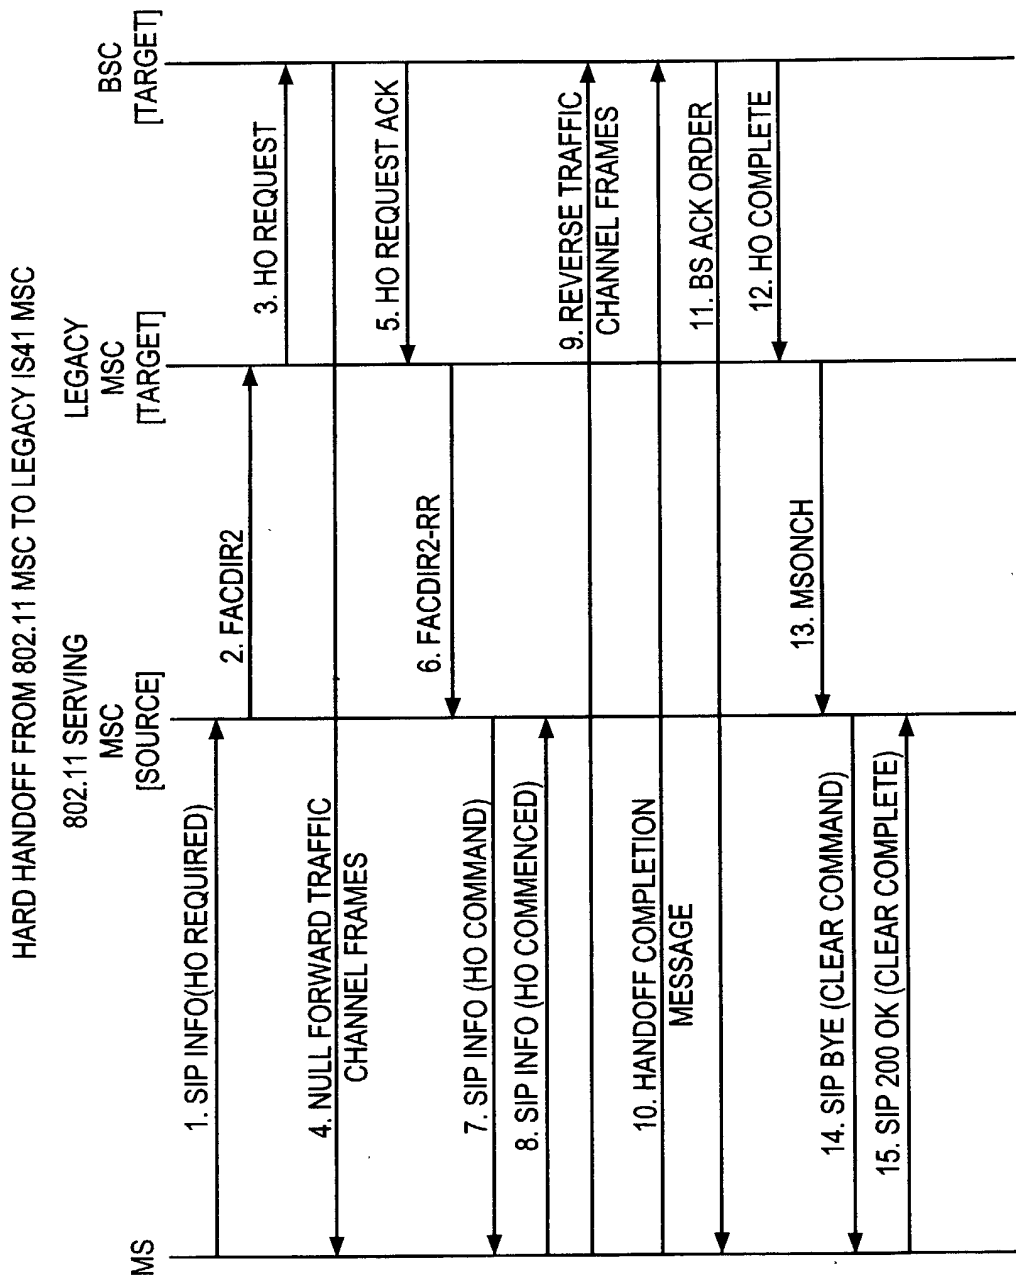 HARD HANDOFF FROM 802.11 MSC TO LEGACY IS41 MSC
MS
802.11 SERVING
MSC
[SOURCE]
LEGACY
MSC
[TARGET]
BSC
[TARGET]
1. SIP INFO(HO REQUIRED)
2. FACDIR2
3. HO REQUEST
4. NULL FORWARD TRAFFIC
CHANNEL FRAMES
5. HO REQUEST ACK
6. FACDIR2-RR
7. SIP INFO (HO COMMAND)
8. SIP INFO (HO COMMENCED)
9. REVERSE TRAFFIC
CHANNEL FRAMES
10. HANDOFF COMPLETION
MESSAGE
11. BS ACK ORDER
12. HO COMPLETE
13. MSONCH
14. SIP BYE (CLEAR COMMAND)
15. SIP 200 OK (CLEAR COMPLETE)